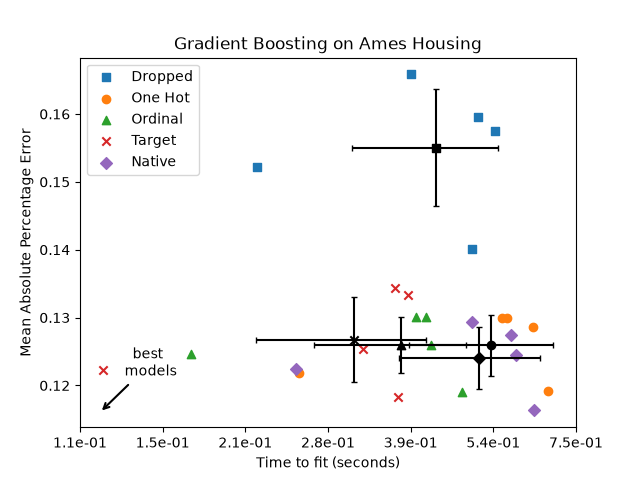 Gradient Boosting on Ames Housing
Mean Absolute Percentage Error
0.16
0.15
0.14
0.13
0.12
Dropped
One Hot
Ordinal
Target
Native
best
models
1.1e-01 1.5e-01 2.1e-01 2.8e-01 3.9e-01 5.4e-01 7.5e-01
Time to fit (seconds)